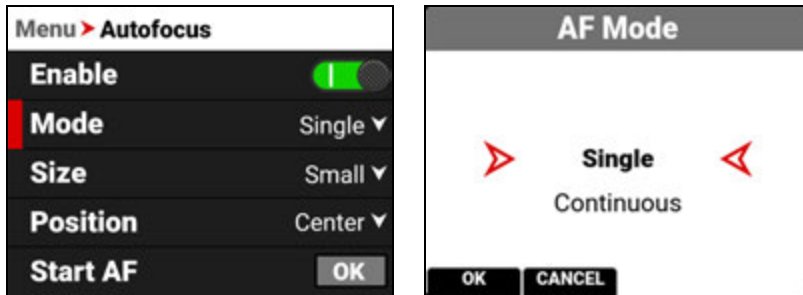 Menu > Autofocus
Enable
Mode Single
Size Small
Position Center
Start AF OK
AF Mode
Single
Continuous
OK CANCEL